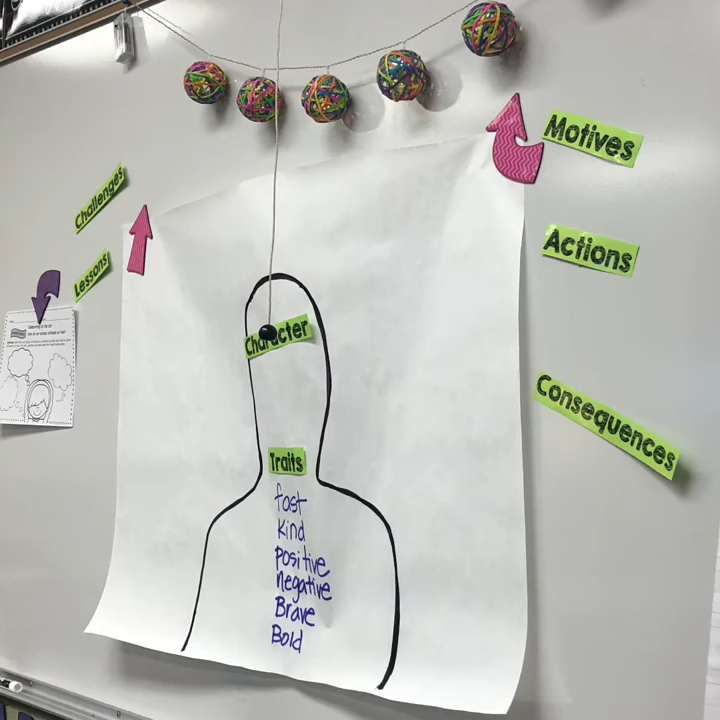 Challenges
Lessons
Motives
Actions
Consequences
Character
Traits
fast
Kind
Positive
Negative
Brave
Bold